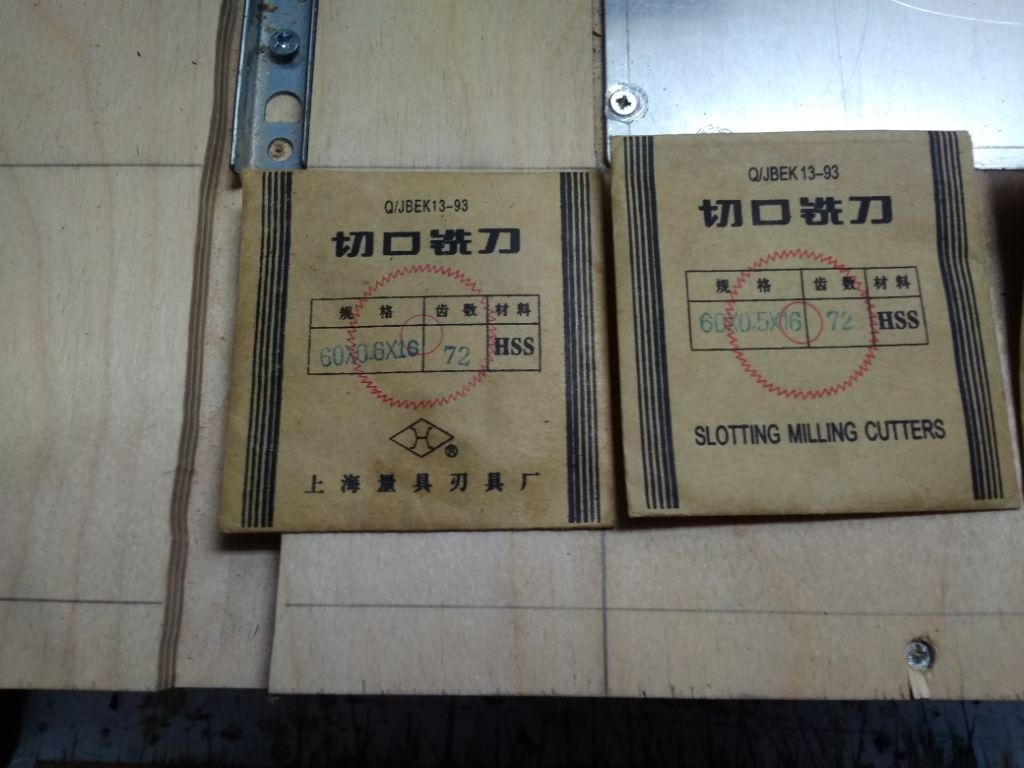 Q/JBEK13-93
切口铣刀
规格 齿数 材料
60X0.6X16 72 HSS
®
上海量具刃具厂
Q/JBEK13-93
切口铣刀
规格 齿数 材料
60X0.5X16 72 HSS
SLOTTING MILLING CUTTERS